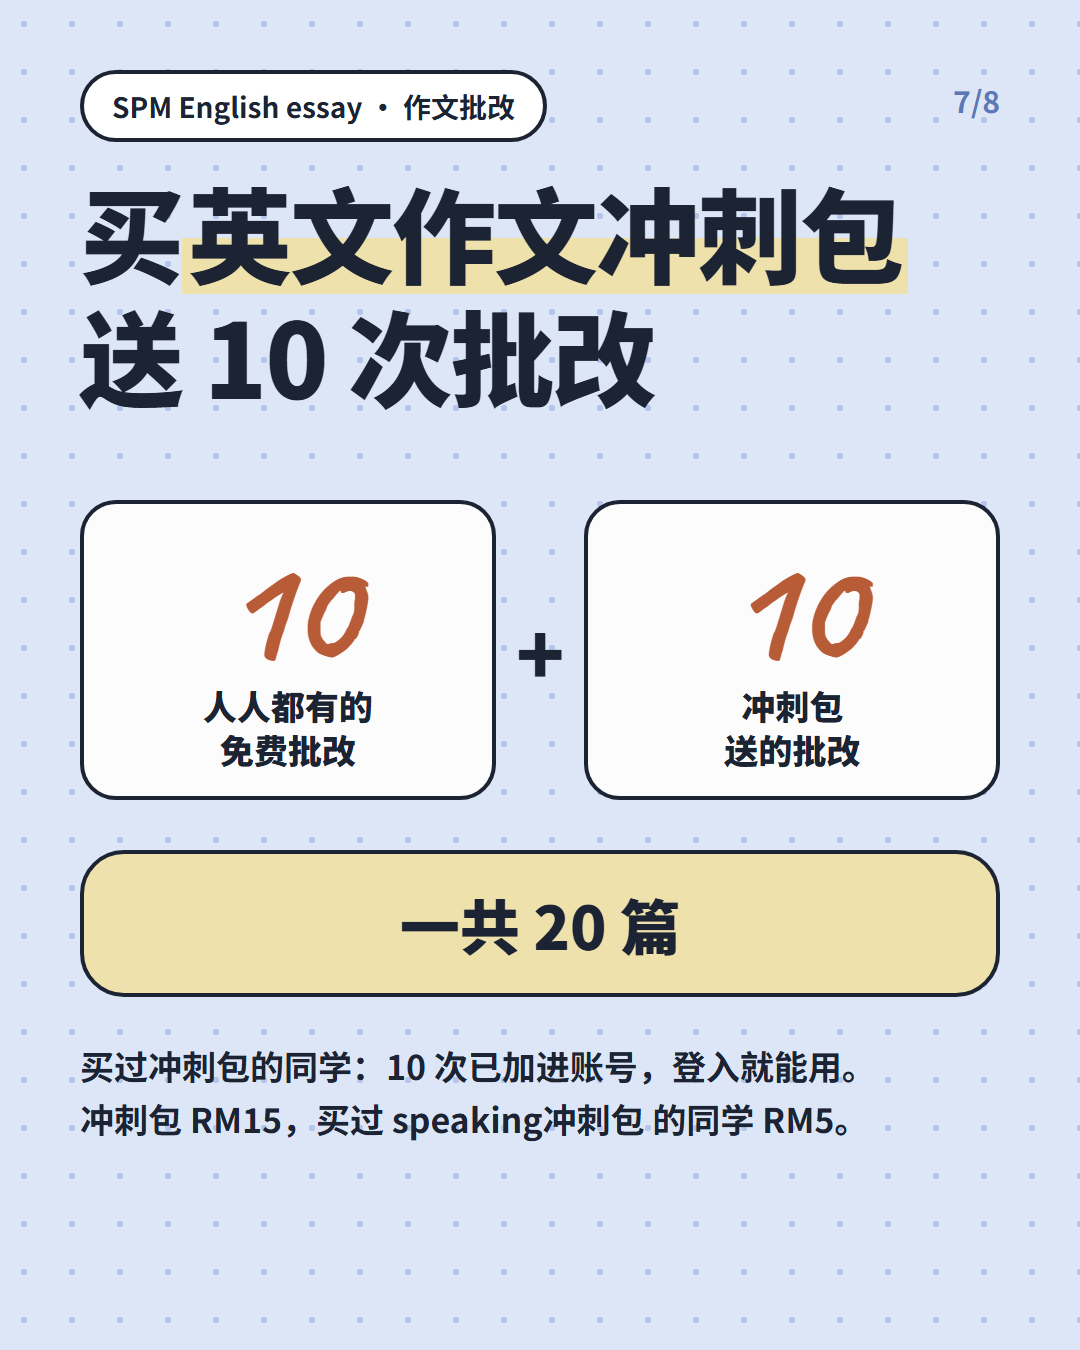 SPM English essay · 作文批改
7/8
买英文作文冲刺包
送 10 次批改
10
人人都有的
免费批改
+
10
冲刺包
送的批改
一共 20 篇
买过冲刺包的同学：10 次已加进账号，登入就能用。
冲刺包 RM15，买过 speaking冲刺包 的同学 RM5。